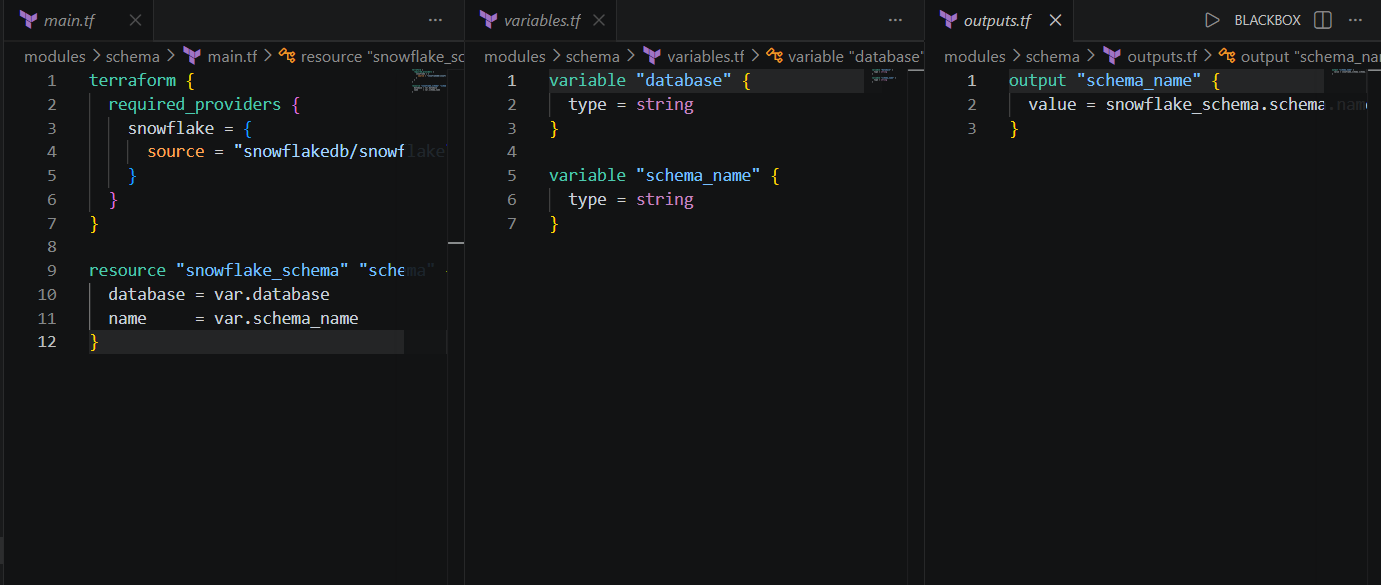 main.tf
variables.tf
outputs.tf
BLACKBOX
modules > schema > main.tf > resource "snowflake_sc
1 terraform {
2 required_providers {
3 snowflake = {
4 source = "snowflakedb/snowflake
5 }
6 }
7 }
8
9 resource "snowflake_schema" "schema"
10 database = var.database
11 name     = var.schema_name
12 }
modules > schema > variables.tf > variable "database"
1 variable "database" {
2 type = string
3 }
4
5 variable "schema_name" {
6 type = string
7 }
modules > schema > outputs.tf > output "schema_na
1 output "schema_name" {
2 value = snowflake_schema.schema.name
3 }